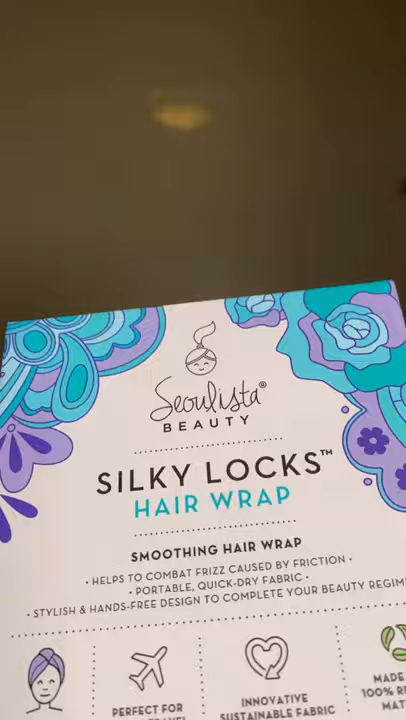 Seoulista®
BEAUTY
SILKY LOCKS™
HAIR WRAP
SMOOTHING HAIR WRAP
• HELPS TO COMBAT FRIZZ CAUSED BY FRICTION •
• PORTABLE, QUICK-DRY FABRIC •
• STYLISH & HANDS-FREE DESIGN TO COMPLETE YOUR BEAUTY
PERFECT FOR
INNOVATIVE
SUSTAINABLE FABRIC
MADE
100%